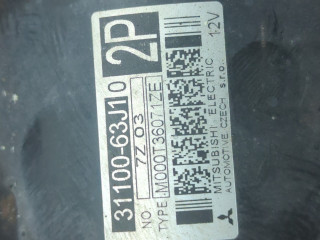 31100-63J10 2P
NO. 7Z 03
TYPE M000T36071ZE
MITSUBISHI ELECTRIC
AUTOMOTIVE CZECH s.r.o.
12V